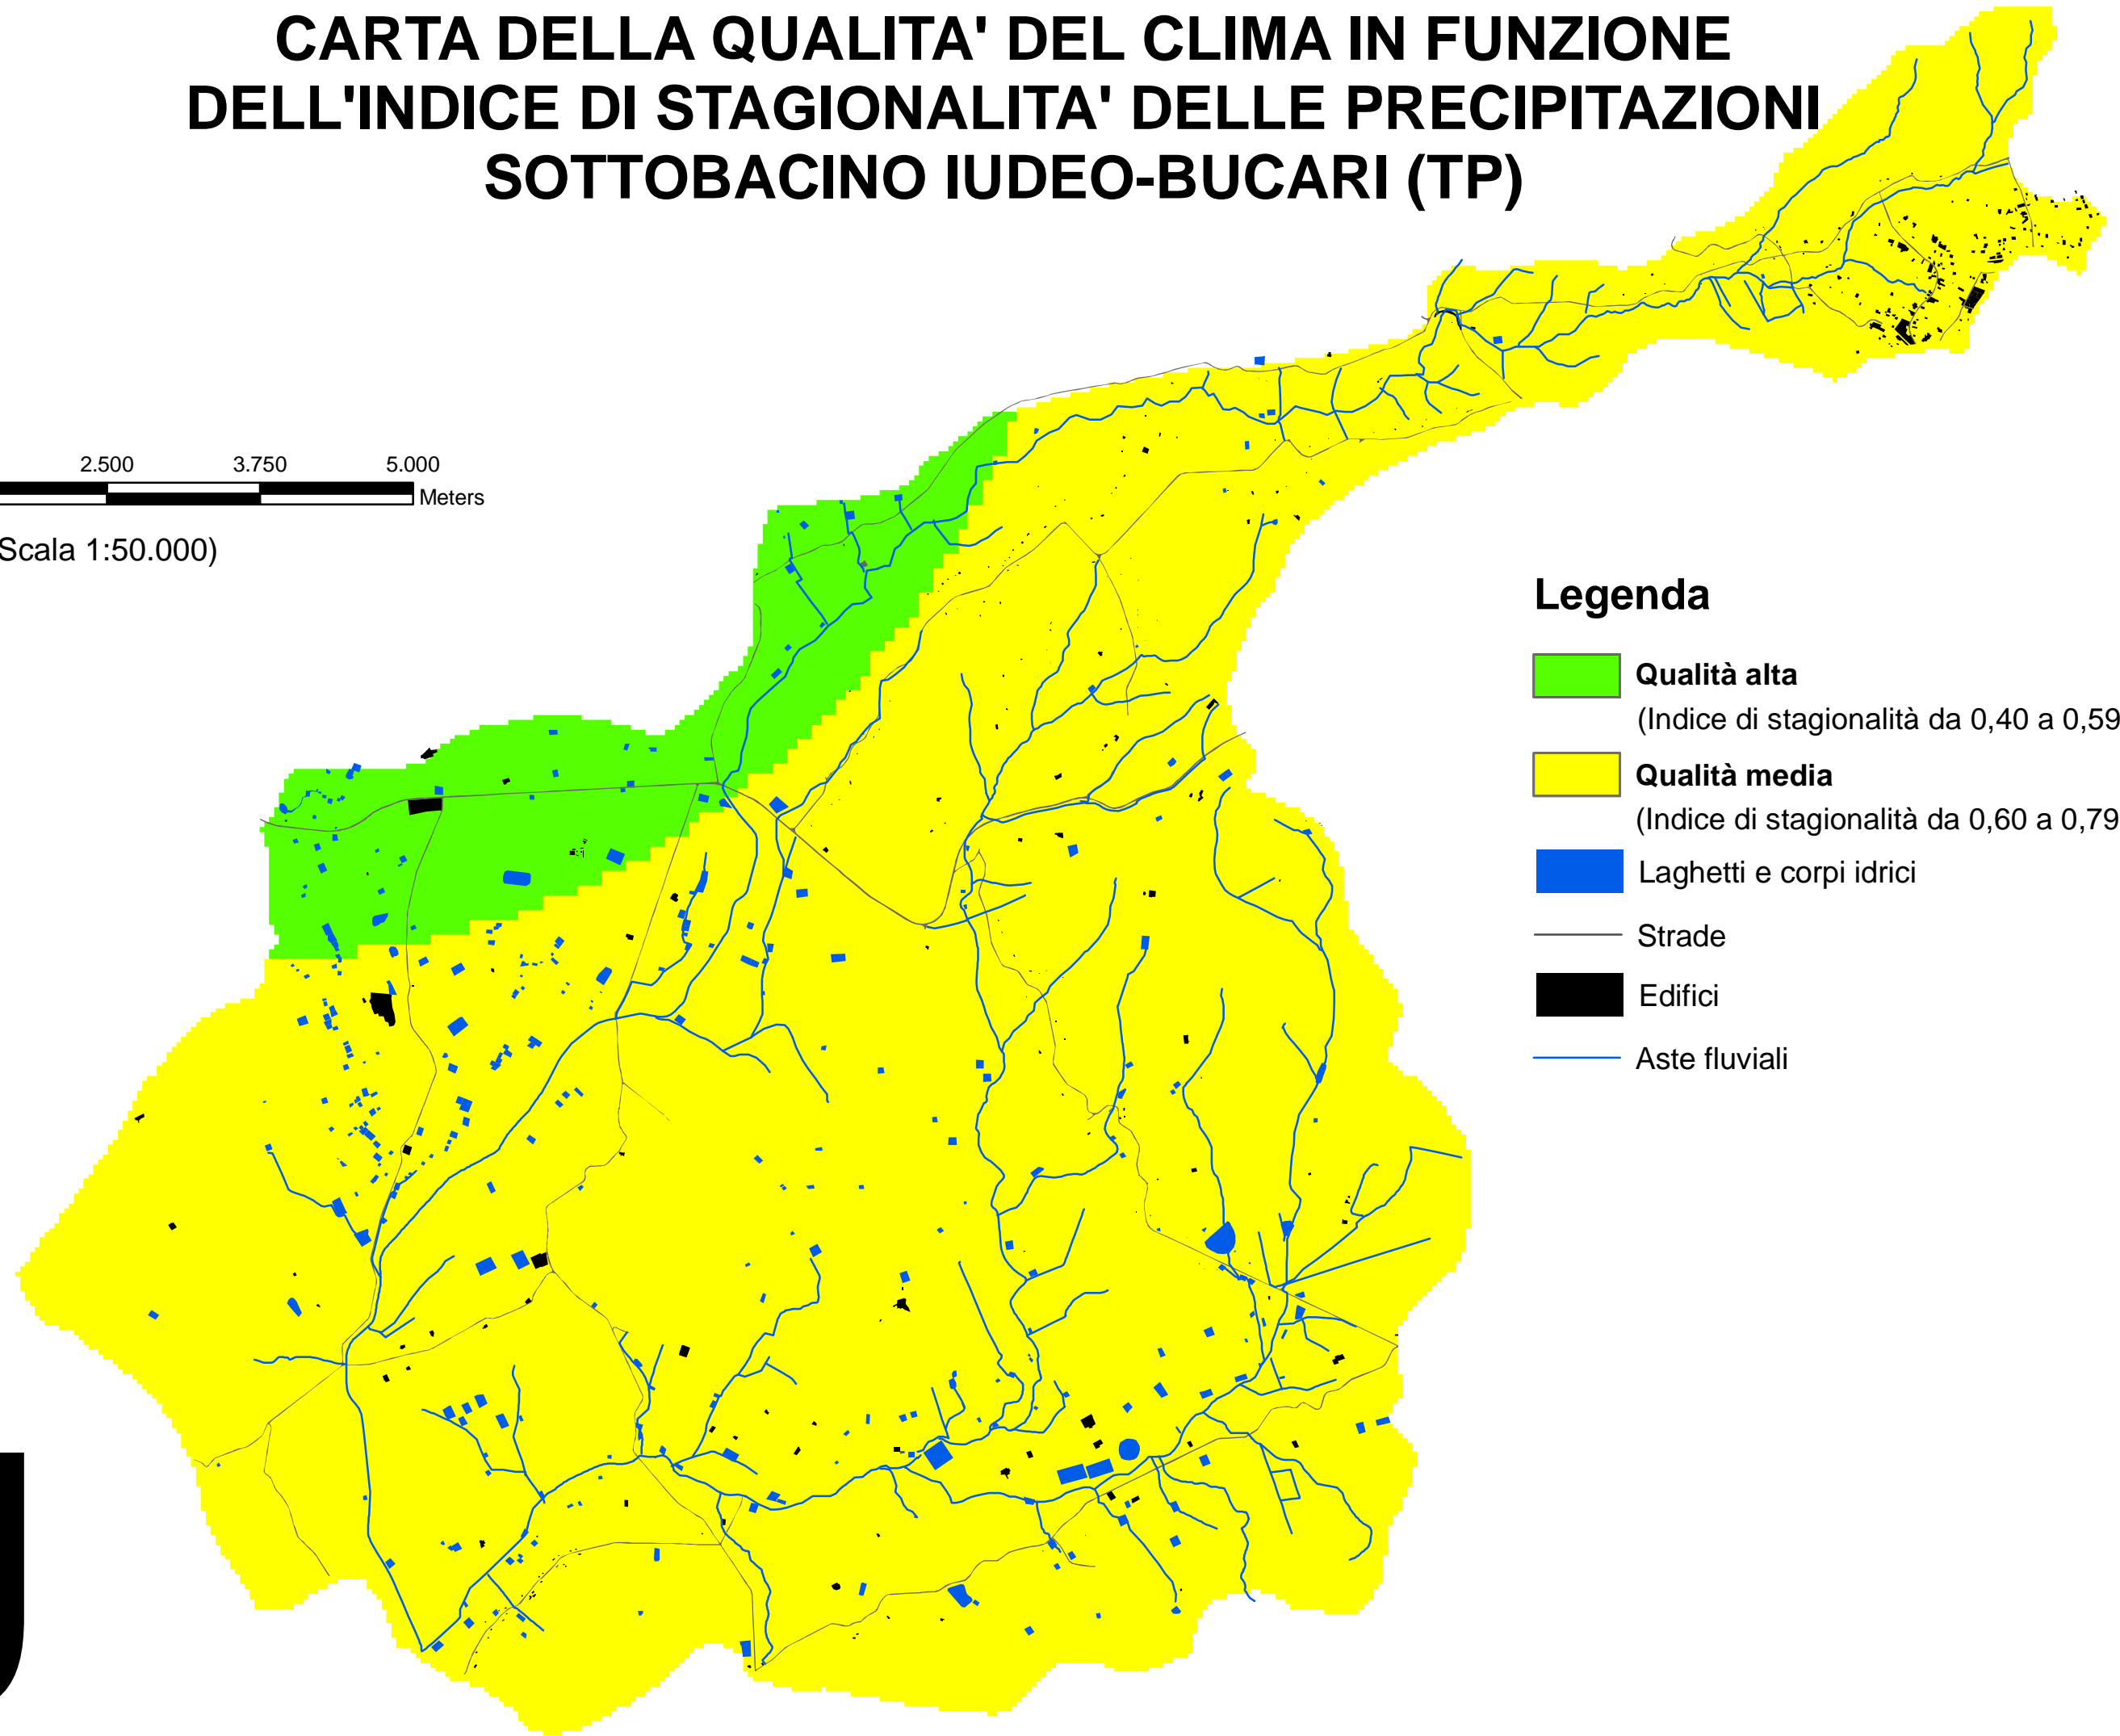 CARTA DELLA QUALITA' DEL CLIMA IN FUNZIONE
DELL'INDICE DI STAGIONALITA' DELLE PRECIPITAZIONI
SOTTOBACINO IUDEO-BUCARI (TP)
2.500 3.750 5.000
Meters
Scala 1:50.000)
Legenda
Qualità alta
(Indice di stagionalità da 0,40 a 0,59
Qualità media
(Indice di stagionalità da 0,60 a 0,79
Laghetti e corpi idrici
Strade
Edifici
Aste fluviali